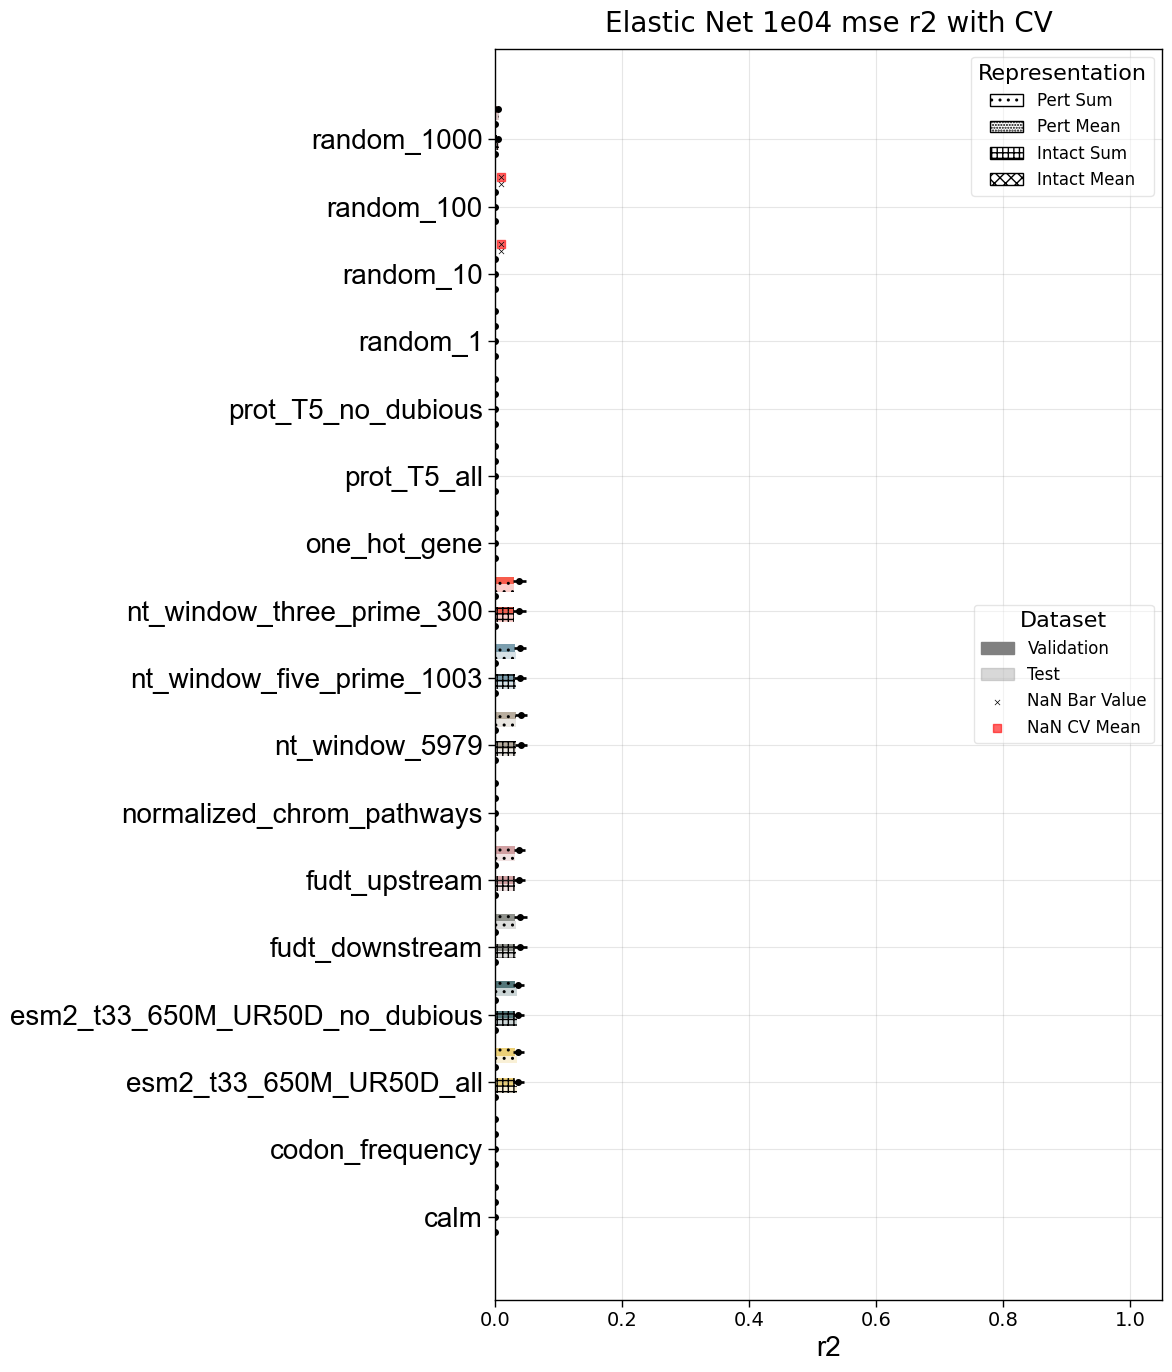 Elastic Net 1e04 mse r2 with CV
Representation
Pert Sum
Pert Mean
Intact Sum
Intact Mean
random_1000
random_100
random_10
random_1
prot_T5_no_dubious
prot_T5_all
one_hot_gene
nt_window_three_prime_300
nt_window_five_prime_1003
nt_window_5979
normalized_chrom_pathways
fudt_upstream
fudt_downstream
esm2_t33_650M_UR50D_no_dubious
esm2_t33_650M_UR50D_all
codon_frequency
calm
Dataset
Validation
Test
NaN Bar Value
NaN CV Mean
0.0 0.2 0.4 0.6 0.8 1.0
r2